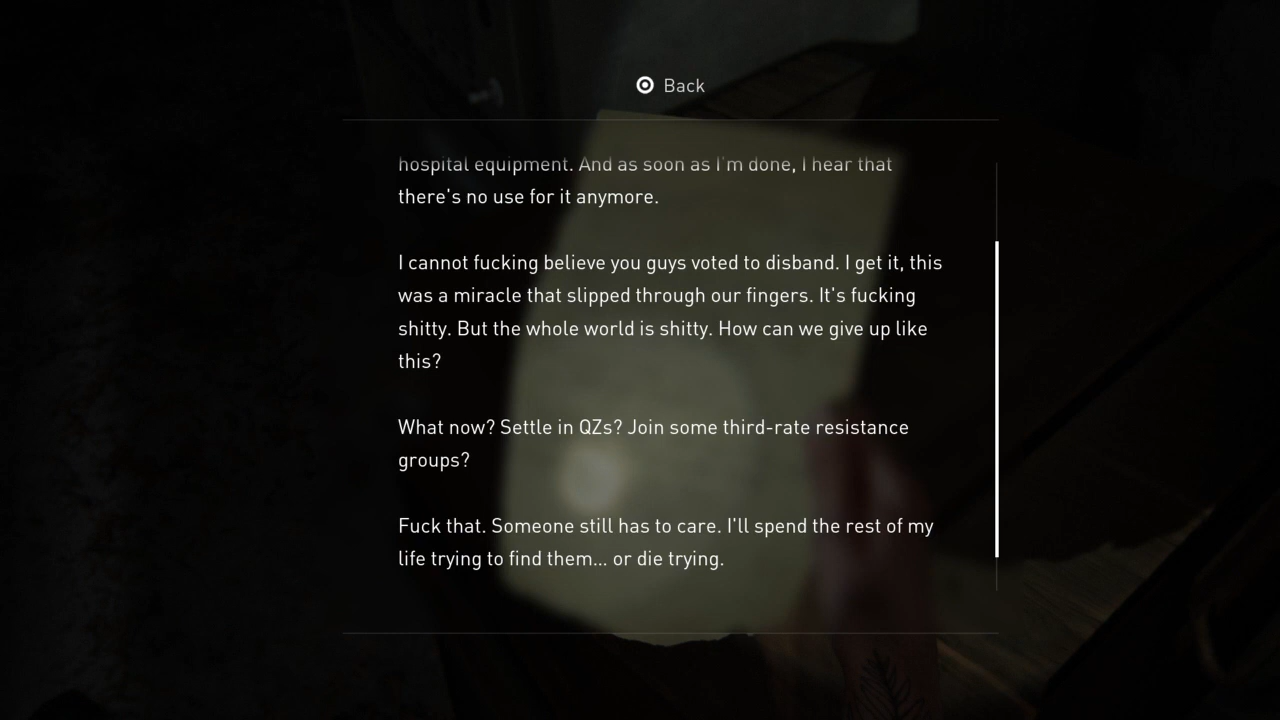 Back
hospital equipment. And as soon as I'm done, I hear that
there's no use for it anymore.
I cannot fucking believe you guys voted to disband. I get it, this
was a miracle that slipped through our fingers. It's fucking
shitty. But the whole world is shitty. How can we give up like
this?
What now? Settle in QZs? Join some third-rate resistance
groups?
Fuck that. Someone still has to care. I'll spend the rest of my
life trying to find them... or die trying.